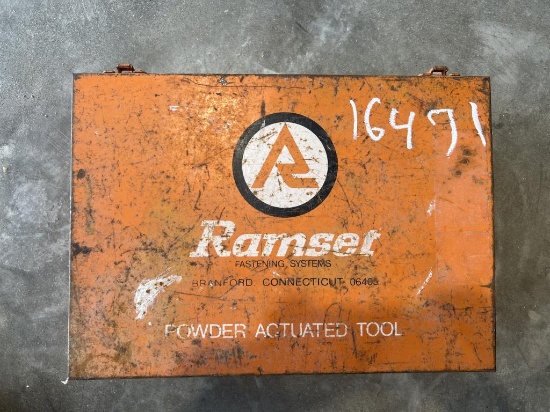 16471
Ramset
FASTENING SYSTEMS
BRANFORD, CONNECTICUT 06405
POWDER ACTUATED TOOL